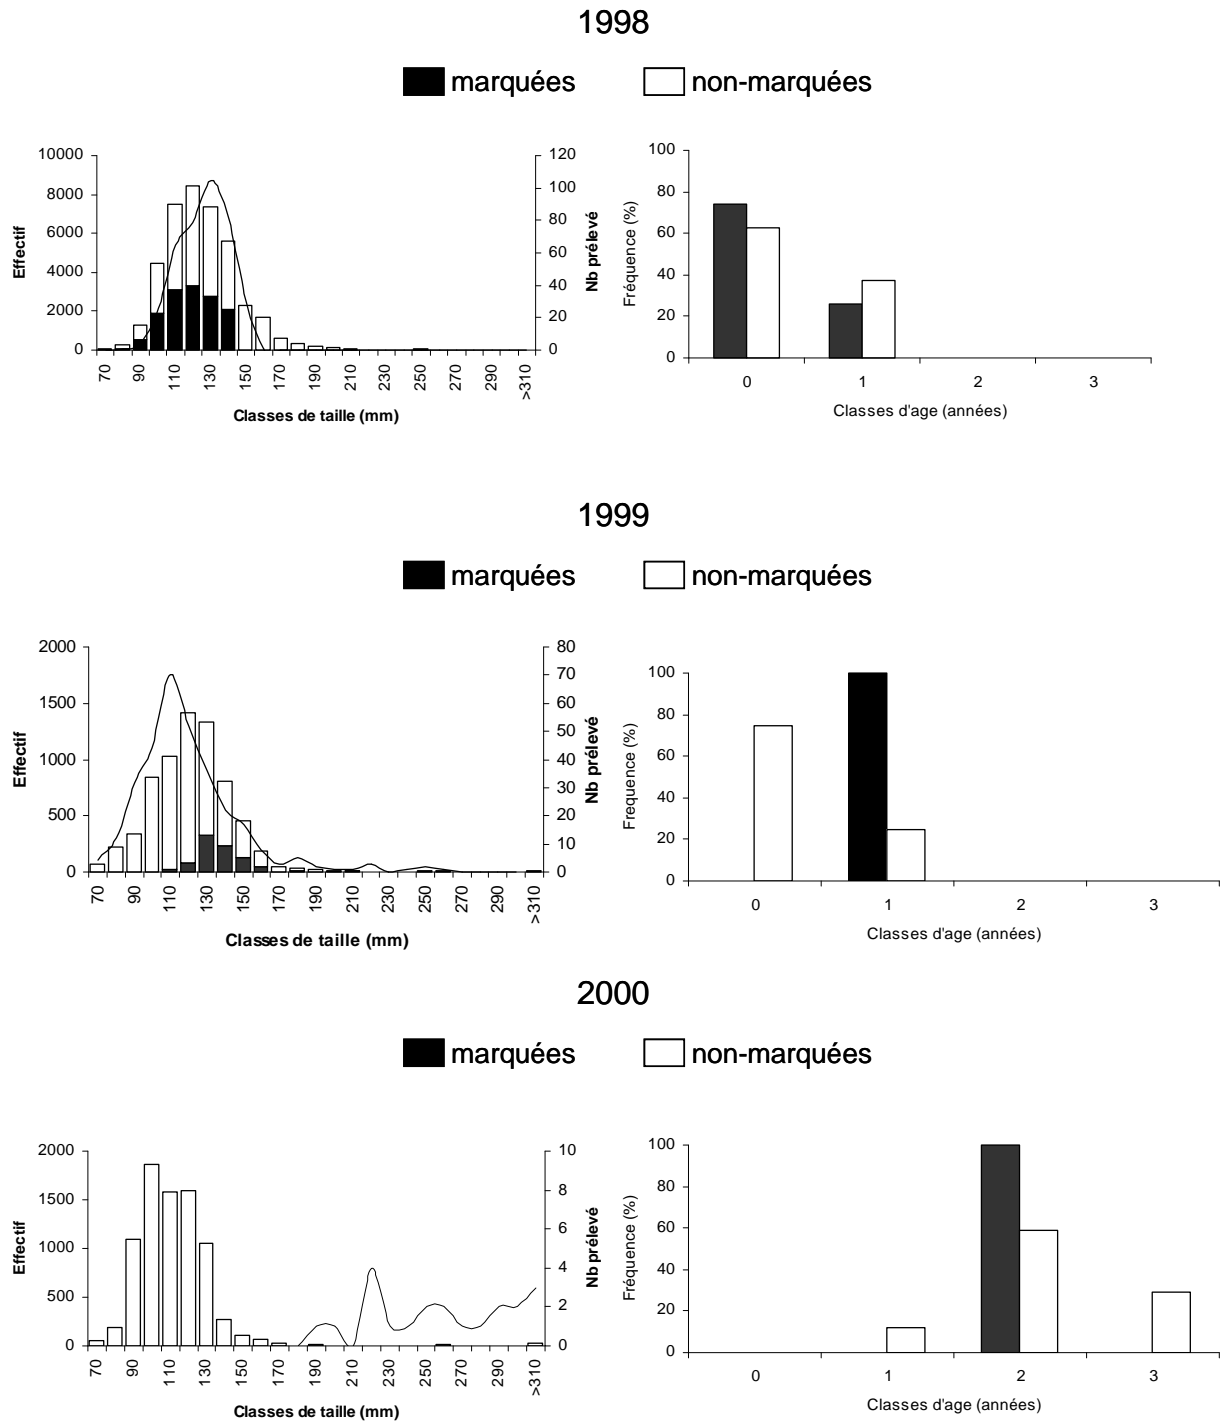 1998
marquées non-marquées
10000
8000
6000
4000
2000
0
Effectif
120
100
80
60
40
20
0
Nb prélevé
70 90 110 130 150 170 190 210 230 250 270 290 >310
Classes de taille (mm)
100
80
60
40
20
0
Fréquence (%)
0 1 2 3
Classes d'age (années)
1999
marquées non-marquées
2000
1500
1000
500
0
Effectif
80
70
60
50
40
30
20
10
0
Nb prélevé
70 90 110 130 150 170 190 210 230 250 270 290 >310
Classes de taille (mm)
100
80
60
40
20
0
Frequence (%)
0 1 2 3
Classes d'age (années)
2000
marquées non-marquées
2000
1500
1000
500
0
Effectif
10
8
6
4
2
0
Nb prélevé
70 90 110 130 150 170 190 210 230 250 270 290 >310
Classes de taille (mm)
100
80
60
40
20
0
Fréquence (%)
0 1 2 3
Classes d'age (années)